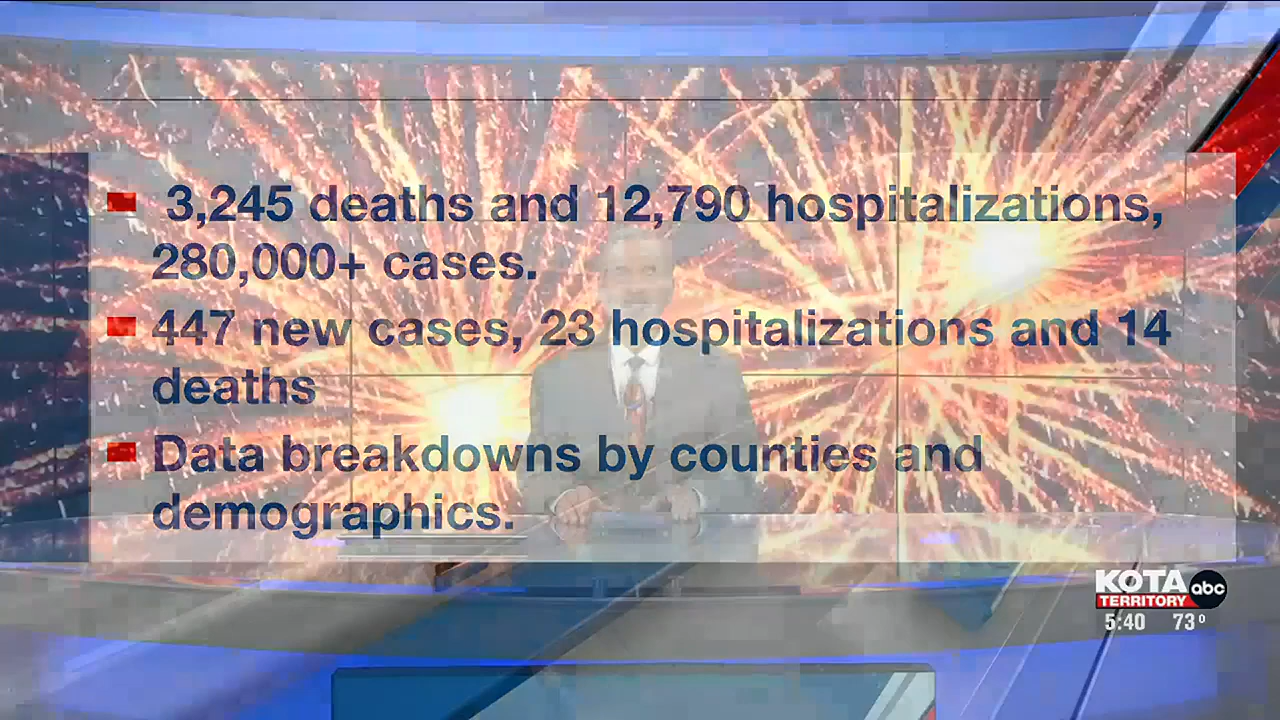 3,245 deaths and 12,790 hospitalizations,
280,000+ cases.
447 new cases, 23 hospitalizations and 14
deaths
Data breakdowns by counties and
demographics.
KOTA abc
TERRITORY
5:40 73°